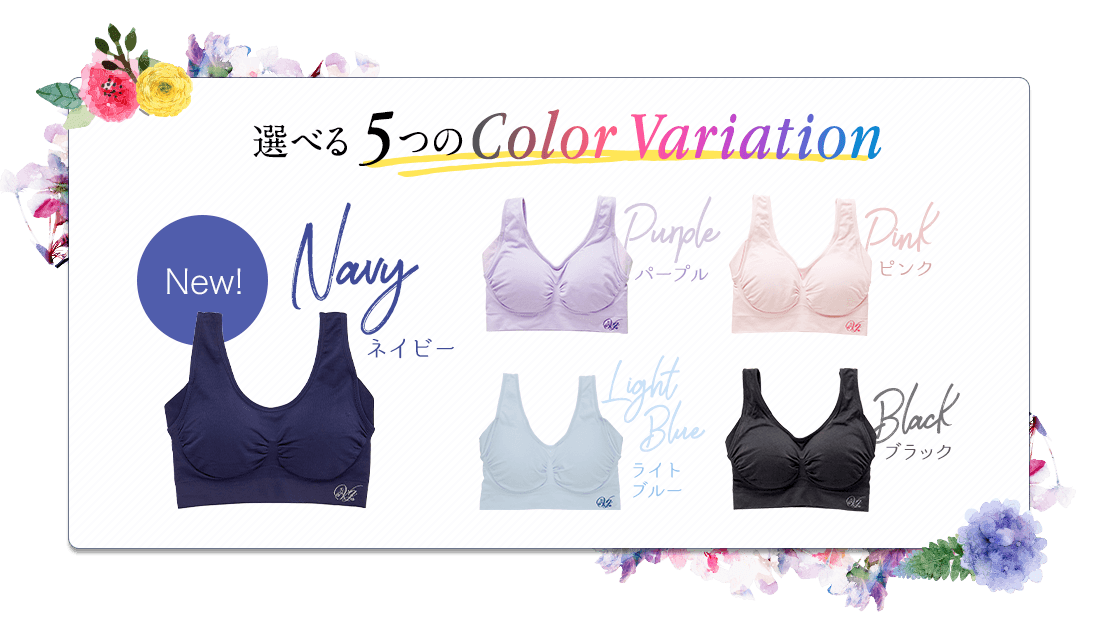 選べる5つのColor Variation
New!
Navy
ネイビー
Purple
パープル
Pink
ピンク
Light
Blue
ライト
ブルー
Black
ブラック